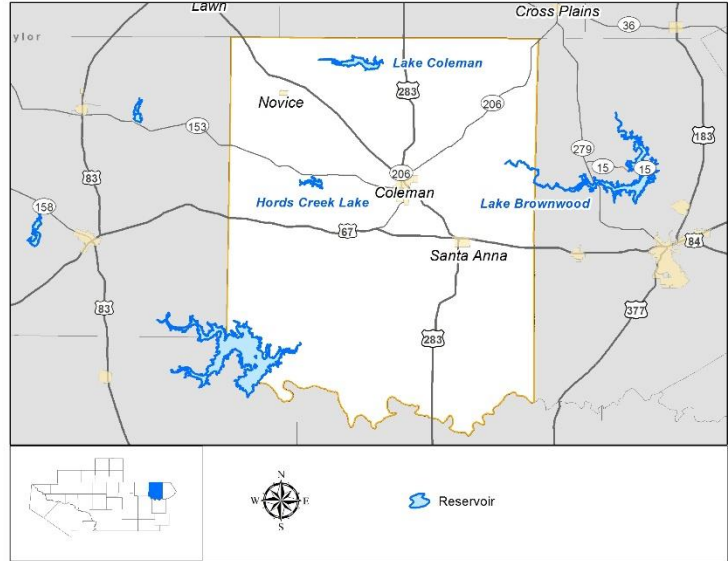 Lawn
Cross Plains
36
aylor
Lake Coleman
283
Novice
206
153
183
279
83
15
15
206
Coleman
Hords Creek Lake
Lake Brownwood
158
67
84
Santa Anna
83
377
283
N
W E
S
Reservoir